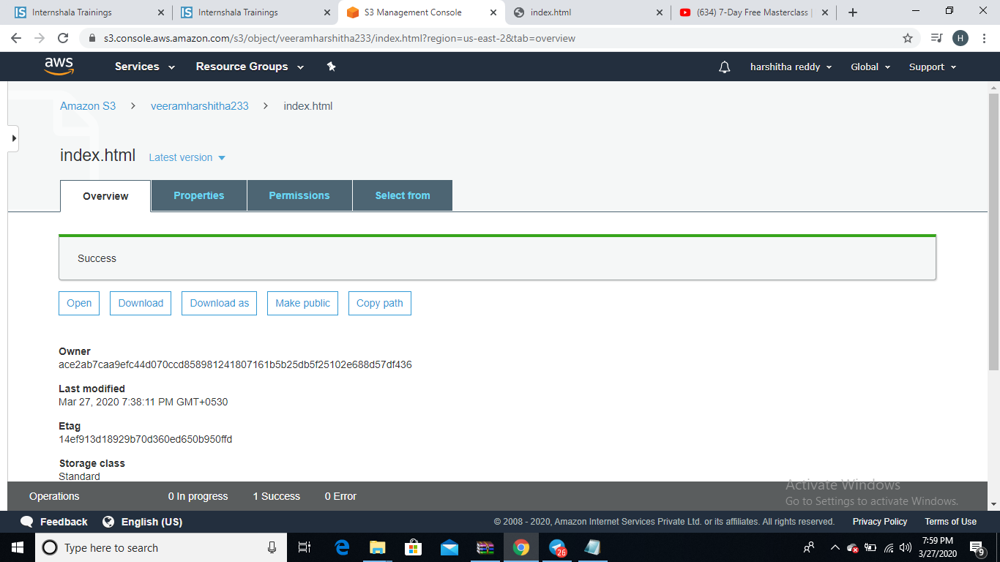 Internshala Trainings
Internshala Trainings
S3 Management Console
index.html
(634) 7-Day Free Masterclass |
s3.console.aws.amazon.com/s3/object/veeramharshitha233/index.html?region=us-east-2&tab=overview
H
aws
Services
Resource Groups
harshitha reddy
Global
Support
Amazon S3 > veeramharshitha233 > index.html
index.html
Latest version
Overview
Properties
Permissions
Select from
Success
Open
Download
Download as
Make public
Copy path
Owner
ace2ab7caa9efc44d070ccd858981241807161b5b25db5f25102e688d57df436
Last modified
Mar 27, 2020 7:38:11 PM GMT+0530
Etag
14ef913d18929b70d360ed650b950ffd
Storage class
Standard
Activate Windows
Go to Settings to activate Windows.
Operations
0 In progress
1 Success
0 Error
Feedback
English (US)
© 2008 - 2020, Amazon Internet Services Private Ltd. or its affiliates. All rights reserved.
Privacy Policy
Terms of Use
Type here to search
26
7:59 PM
3/27/2020
9